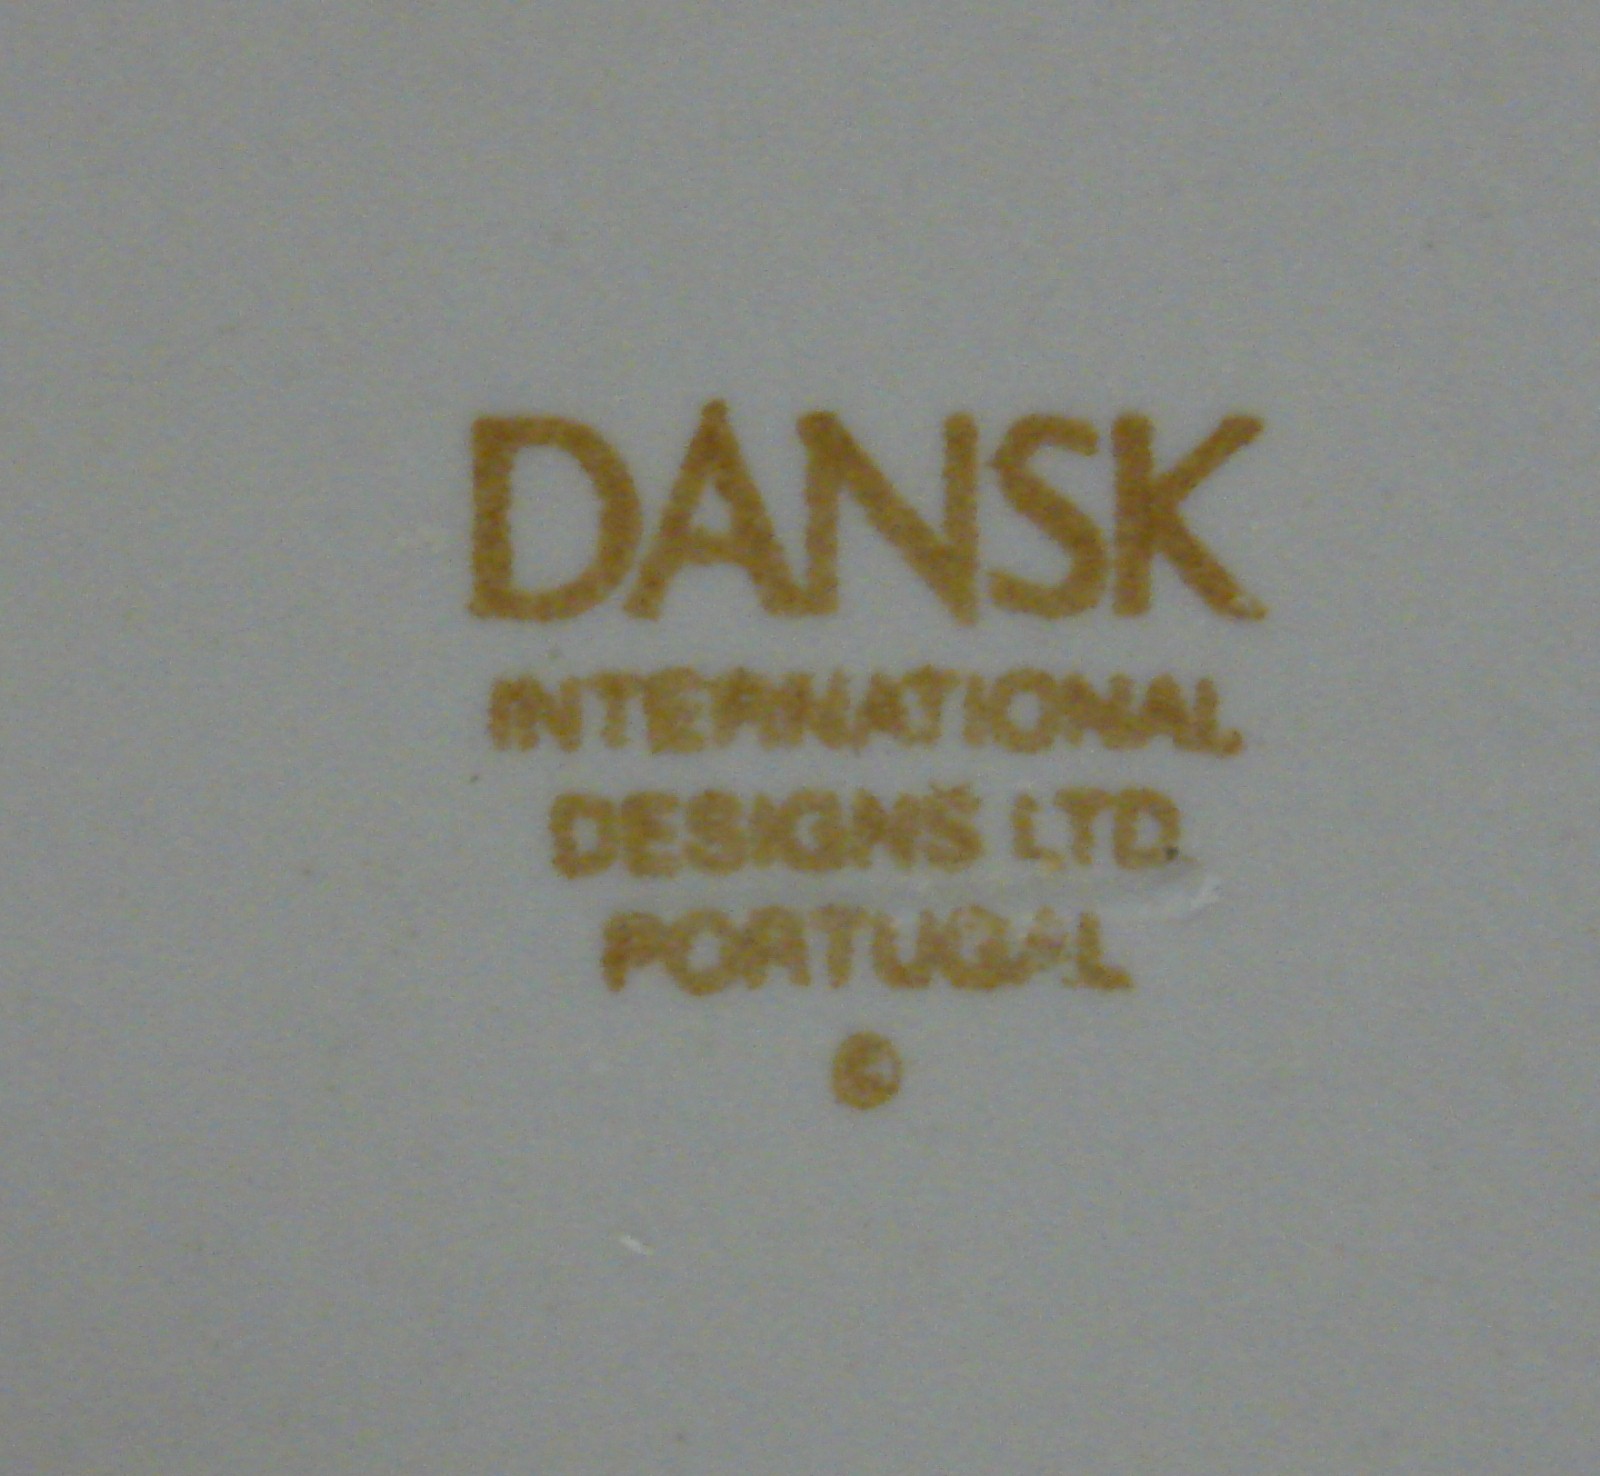 DANSK
INTERNATIONAL
DESIGNS LTD
PORTUGAL
©